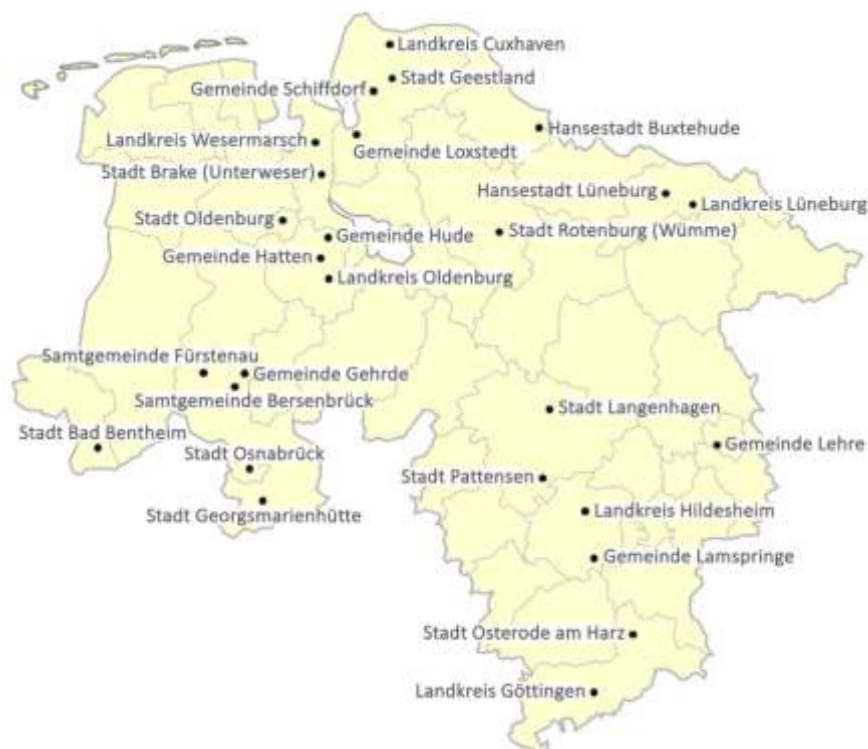 Landkreis Cuxhaven
Stadt Geestland
Gemeinde Schiffdorf
Hansestadt Buxtehude
Landkreis Wesermarsch
Gemeinde Loxstedt
Stadt Brake (Unterweser)
Hansestadt Lüneburg
Landkreis Lüneburg
Stadt Oldenburg
Stadt Rotenburg (Wümme)
Gemeinde Hude
Gemeinde Hatten
Landkreis Oldenburg
Samtgemeinde Fürstenau
Gemeinde Gehrde
Samtgemeinde Bersenbrück
Stadt Langenhagen
Stadt Bad Bentheim
Gemeinde Lehre
Stadt Osnabrück
Stadt Pattensen
Landkreis Hildesheim
Stadt Georgsmarienhütte
Gemeinde Lamspringe
Stadt Osterode am Harz
Landkreis Göttingen